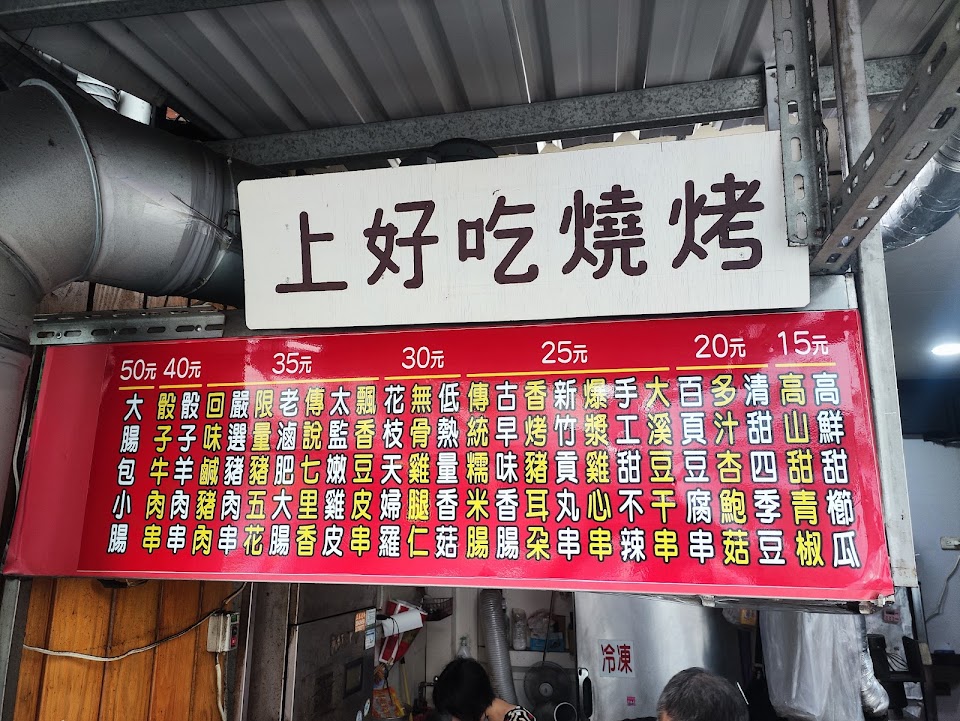 上好吃燒烤
50元
大腸包小腸
40元
骰子牛肉串
骰子羊肉串
35元
回味鹹豬肉
嚴選豬肉串
限量豬五花
老滷肥大腸
傳說七里香
太監嫩雞皮
飄香豆皮串
30元
花枝天婦羅
無骨雞腿仁
低熱量香菇
25元
傳統糯米腸
古早味香腸
香烤豬耳朵
新竹貢丸串
爆漿雞心串
手工甜不辣
大溪豆干串
20元
百頁豆腐串
多汁杏鮑菇
清甜四季豆
15元
高山甜青椒
高鮮甜櫛瓜
冷凍